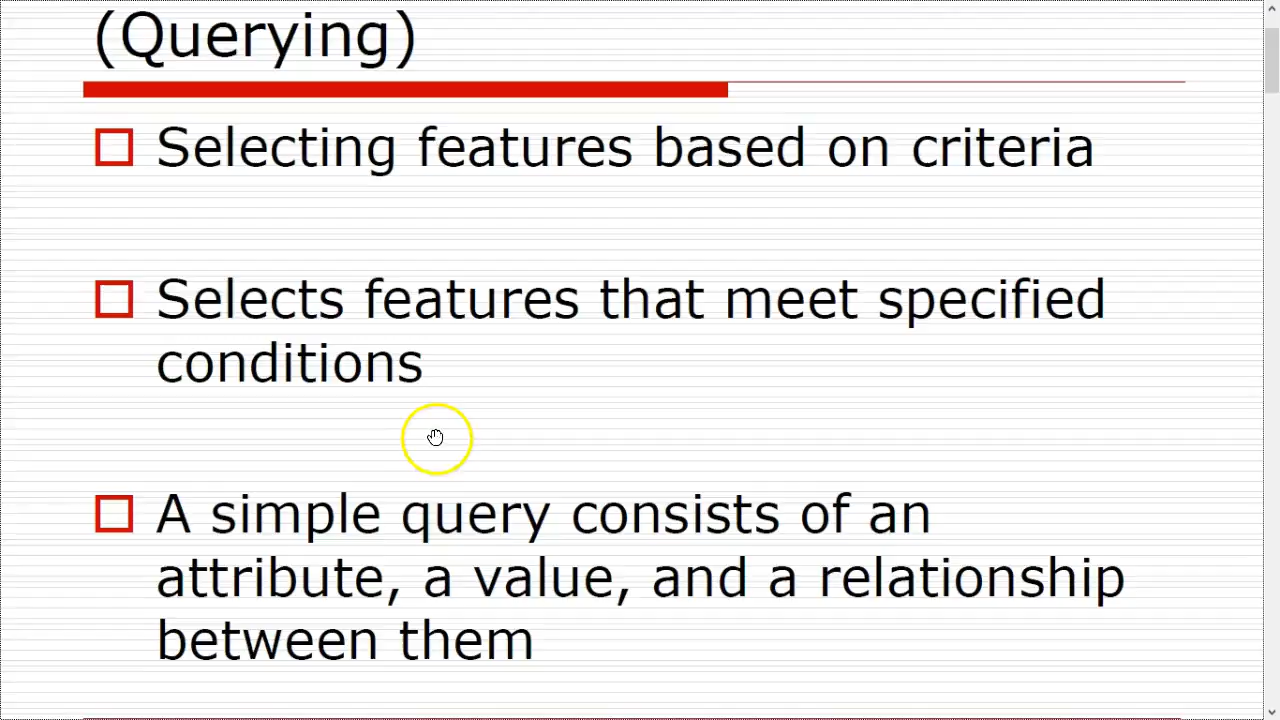 (Querying)
Selecting features based on criteria
Selects features that meet specified
conditions
A simple query consists of an
attribute, a value, and a relationship
between them